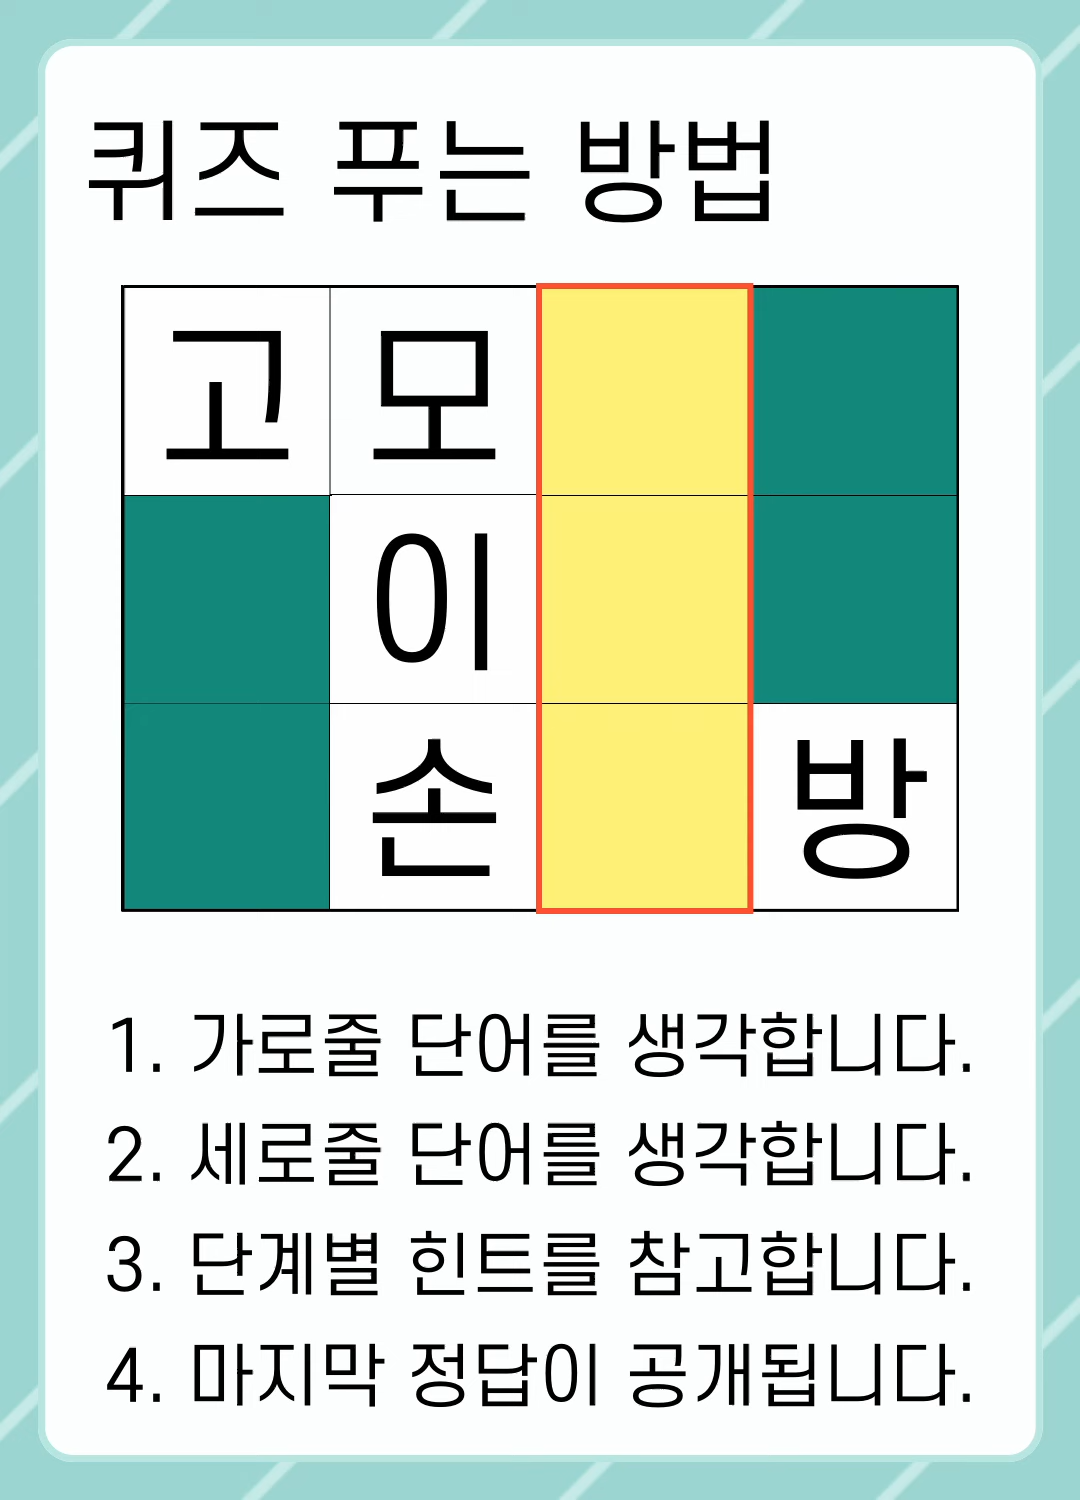 퀴즈 푸는 방법
고 모
이
손 방
1. 가로줄 단어를 생각합니다.
2. 세로줄 단어를 생각합니다.
3. 단계별 힌트를 참고합니다.
4. 마지막 정답이 공개됩니다.